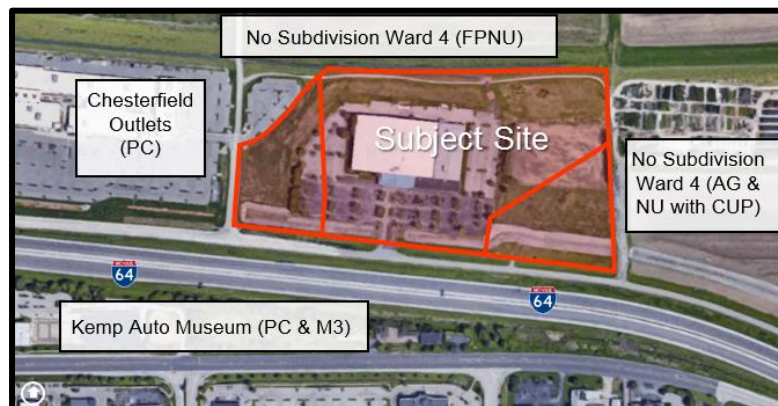 No Subdivision Ward 4 (FPNU)
Chesterfield
Outlets
(PC)
Subject Site
No Subdivision
Ward 4 (AG &
NU with CUP)
64
64
Kemp Auto Museum (PC & M3)